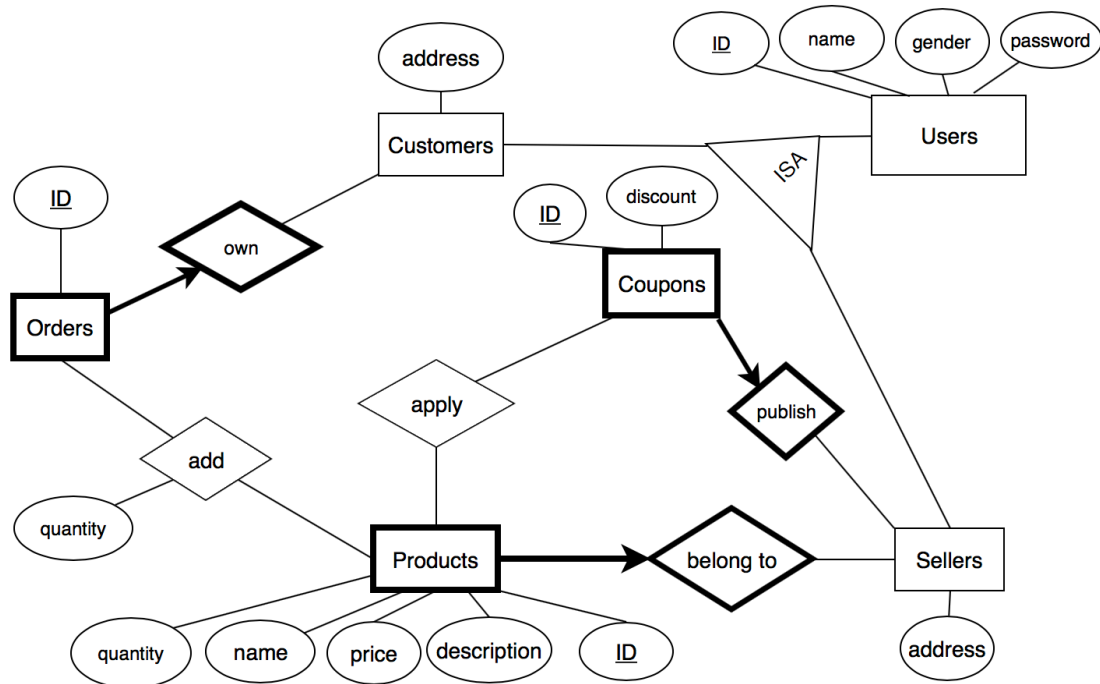 ID
name
gender
password
address
Customers
Users
ISA
ID
ID
discount
own
Coupons
Orders
apply
publish
add
quantity
Products
belong to
Sellers
quantity
name
price
description
ID
address